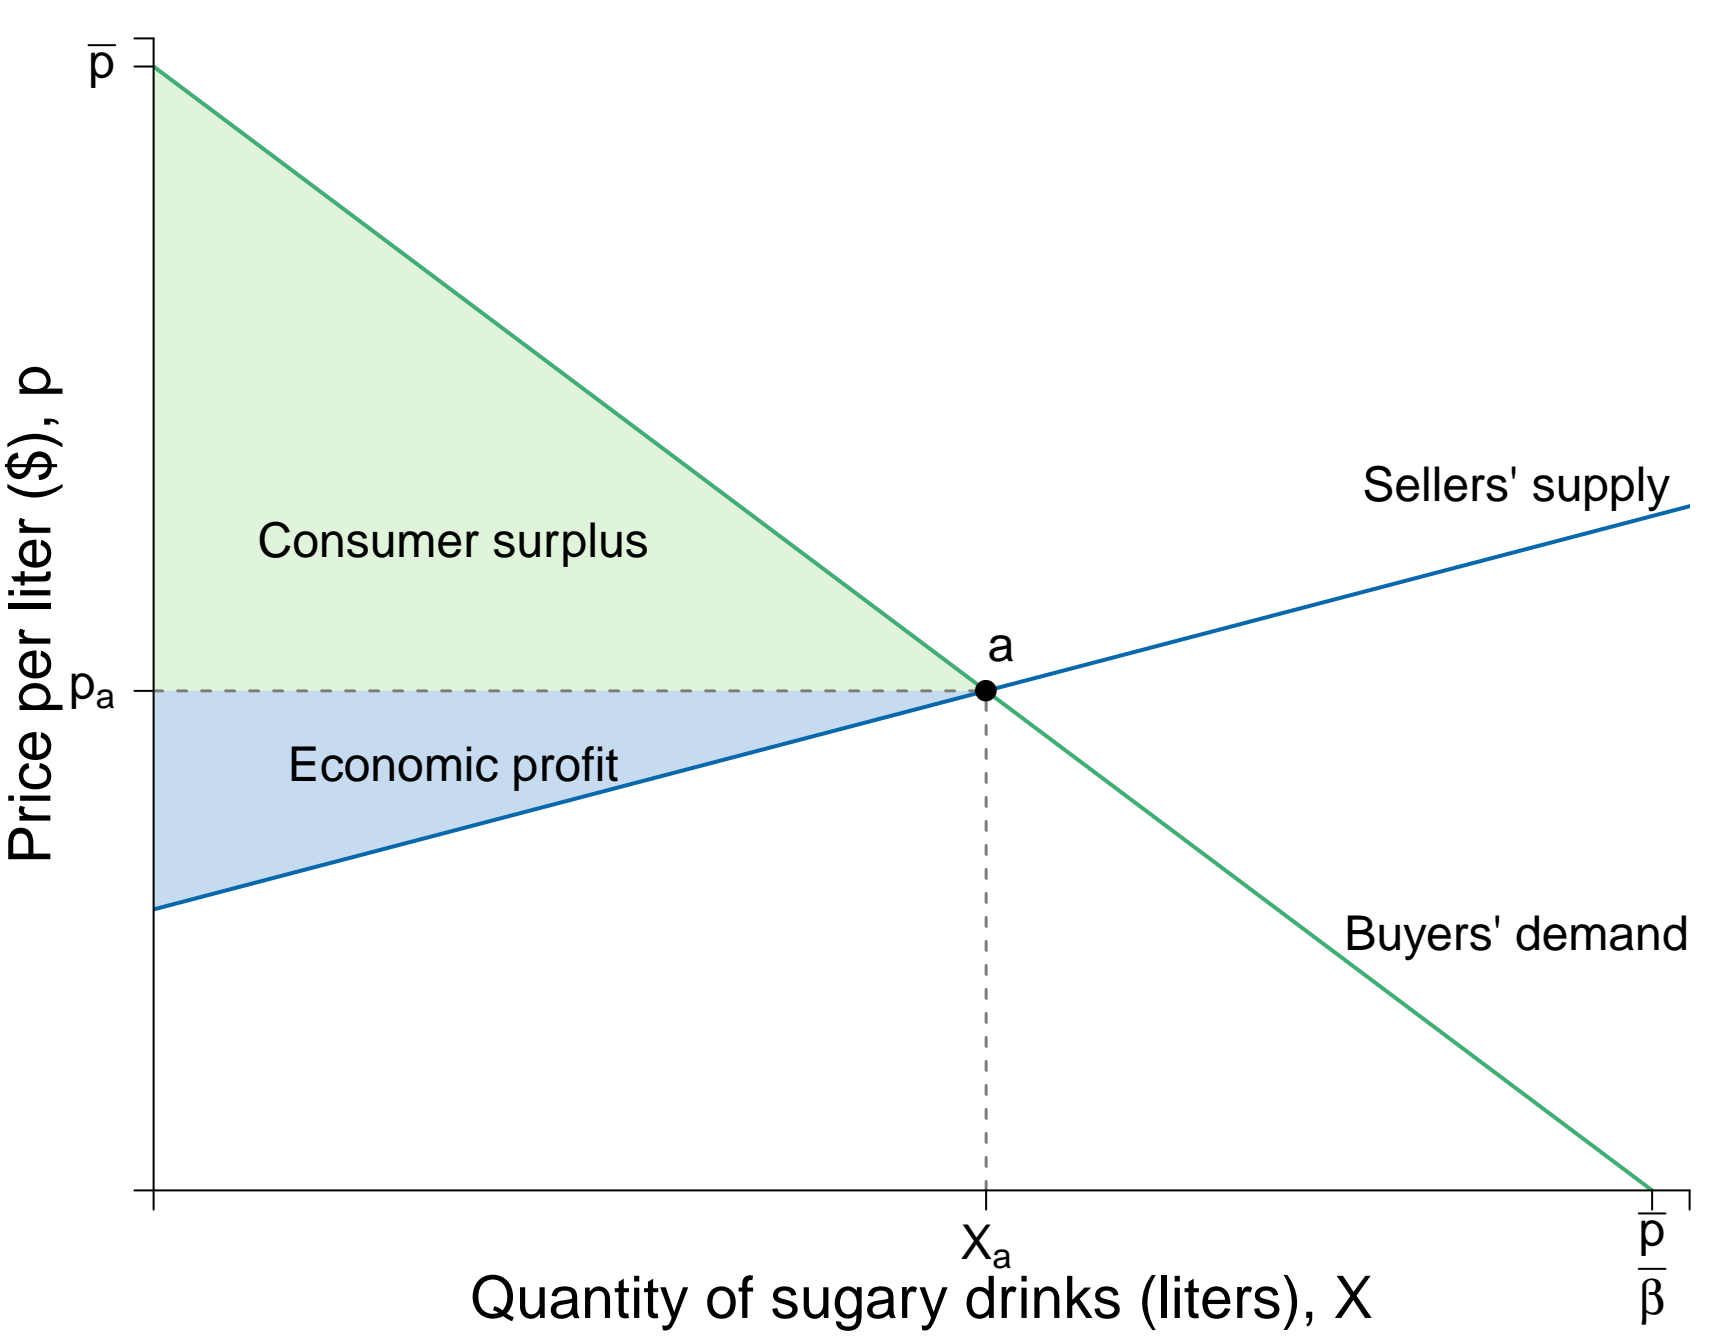 p̅
Price per liter ($), p
Consumer surplus
Sellers' supply
a
pₐ
Economic profit
Buyers' demand
Xₐ
p̅
β
Quantity of sugary drinks (liters), X